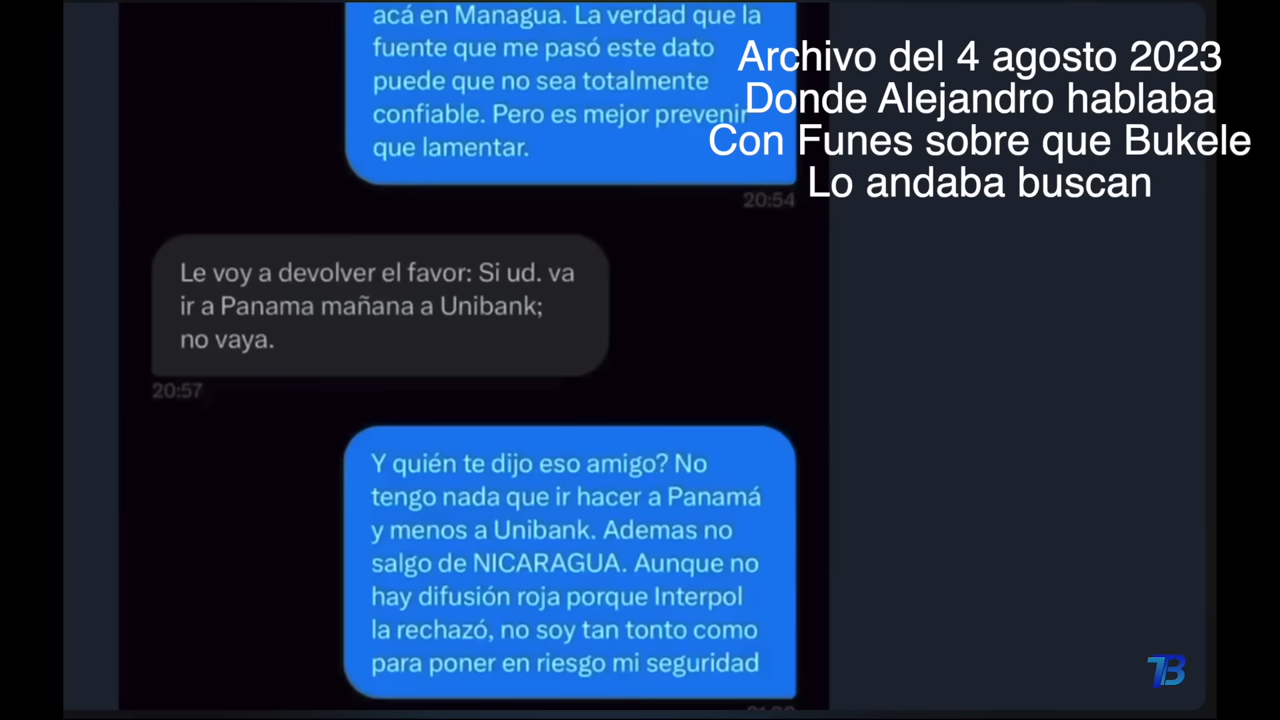 acá en Managua. La verdad que la
fuente que me pasó este dato
puede que no sea totalmente
confiable. Pero es mejor prevenir
que lamentar.
20:54
Archivo del 4 agosto 2023
Donde Alejandro hablaba
Con Funes sobre que Bukele
Lo andaba buscan
Le voy a devolver el favor: Si ud. va
ir a Panama mañana a Unibank;
no vaya.
20:57
Y quién te dijo eso amigo? No
tengo nada que ir hacer a Panamá
y menos a Unibank. Ademas no
salgo de NICARAGUA. Aunque no
hay difusión roja porque Interpol
la rechazó, no soy tan tonto como
para poner en riesgo mi seguridad
TB